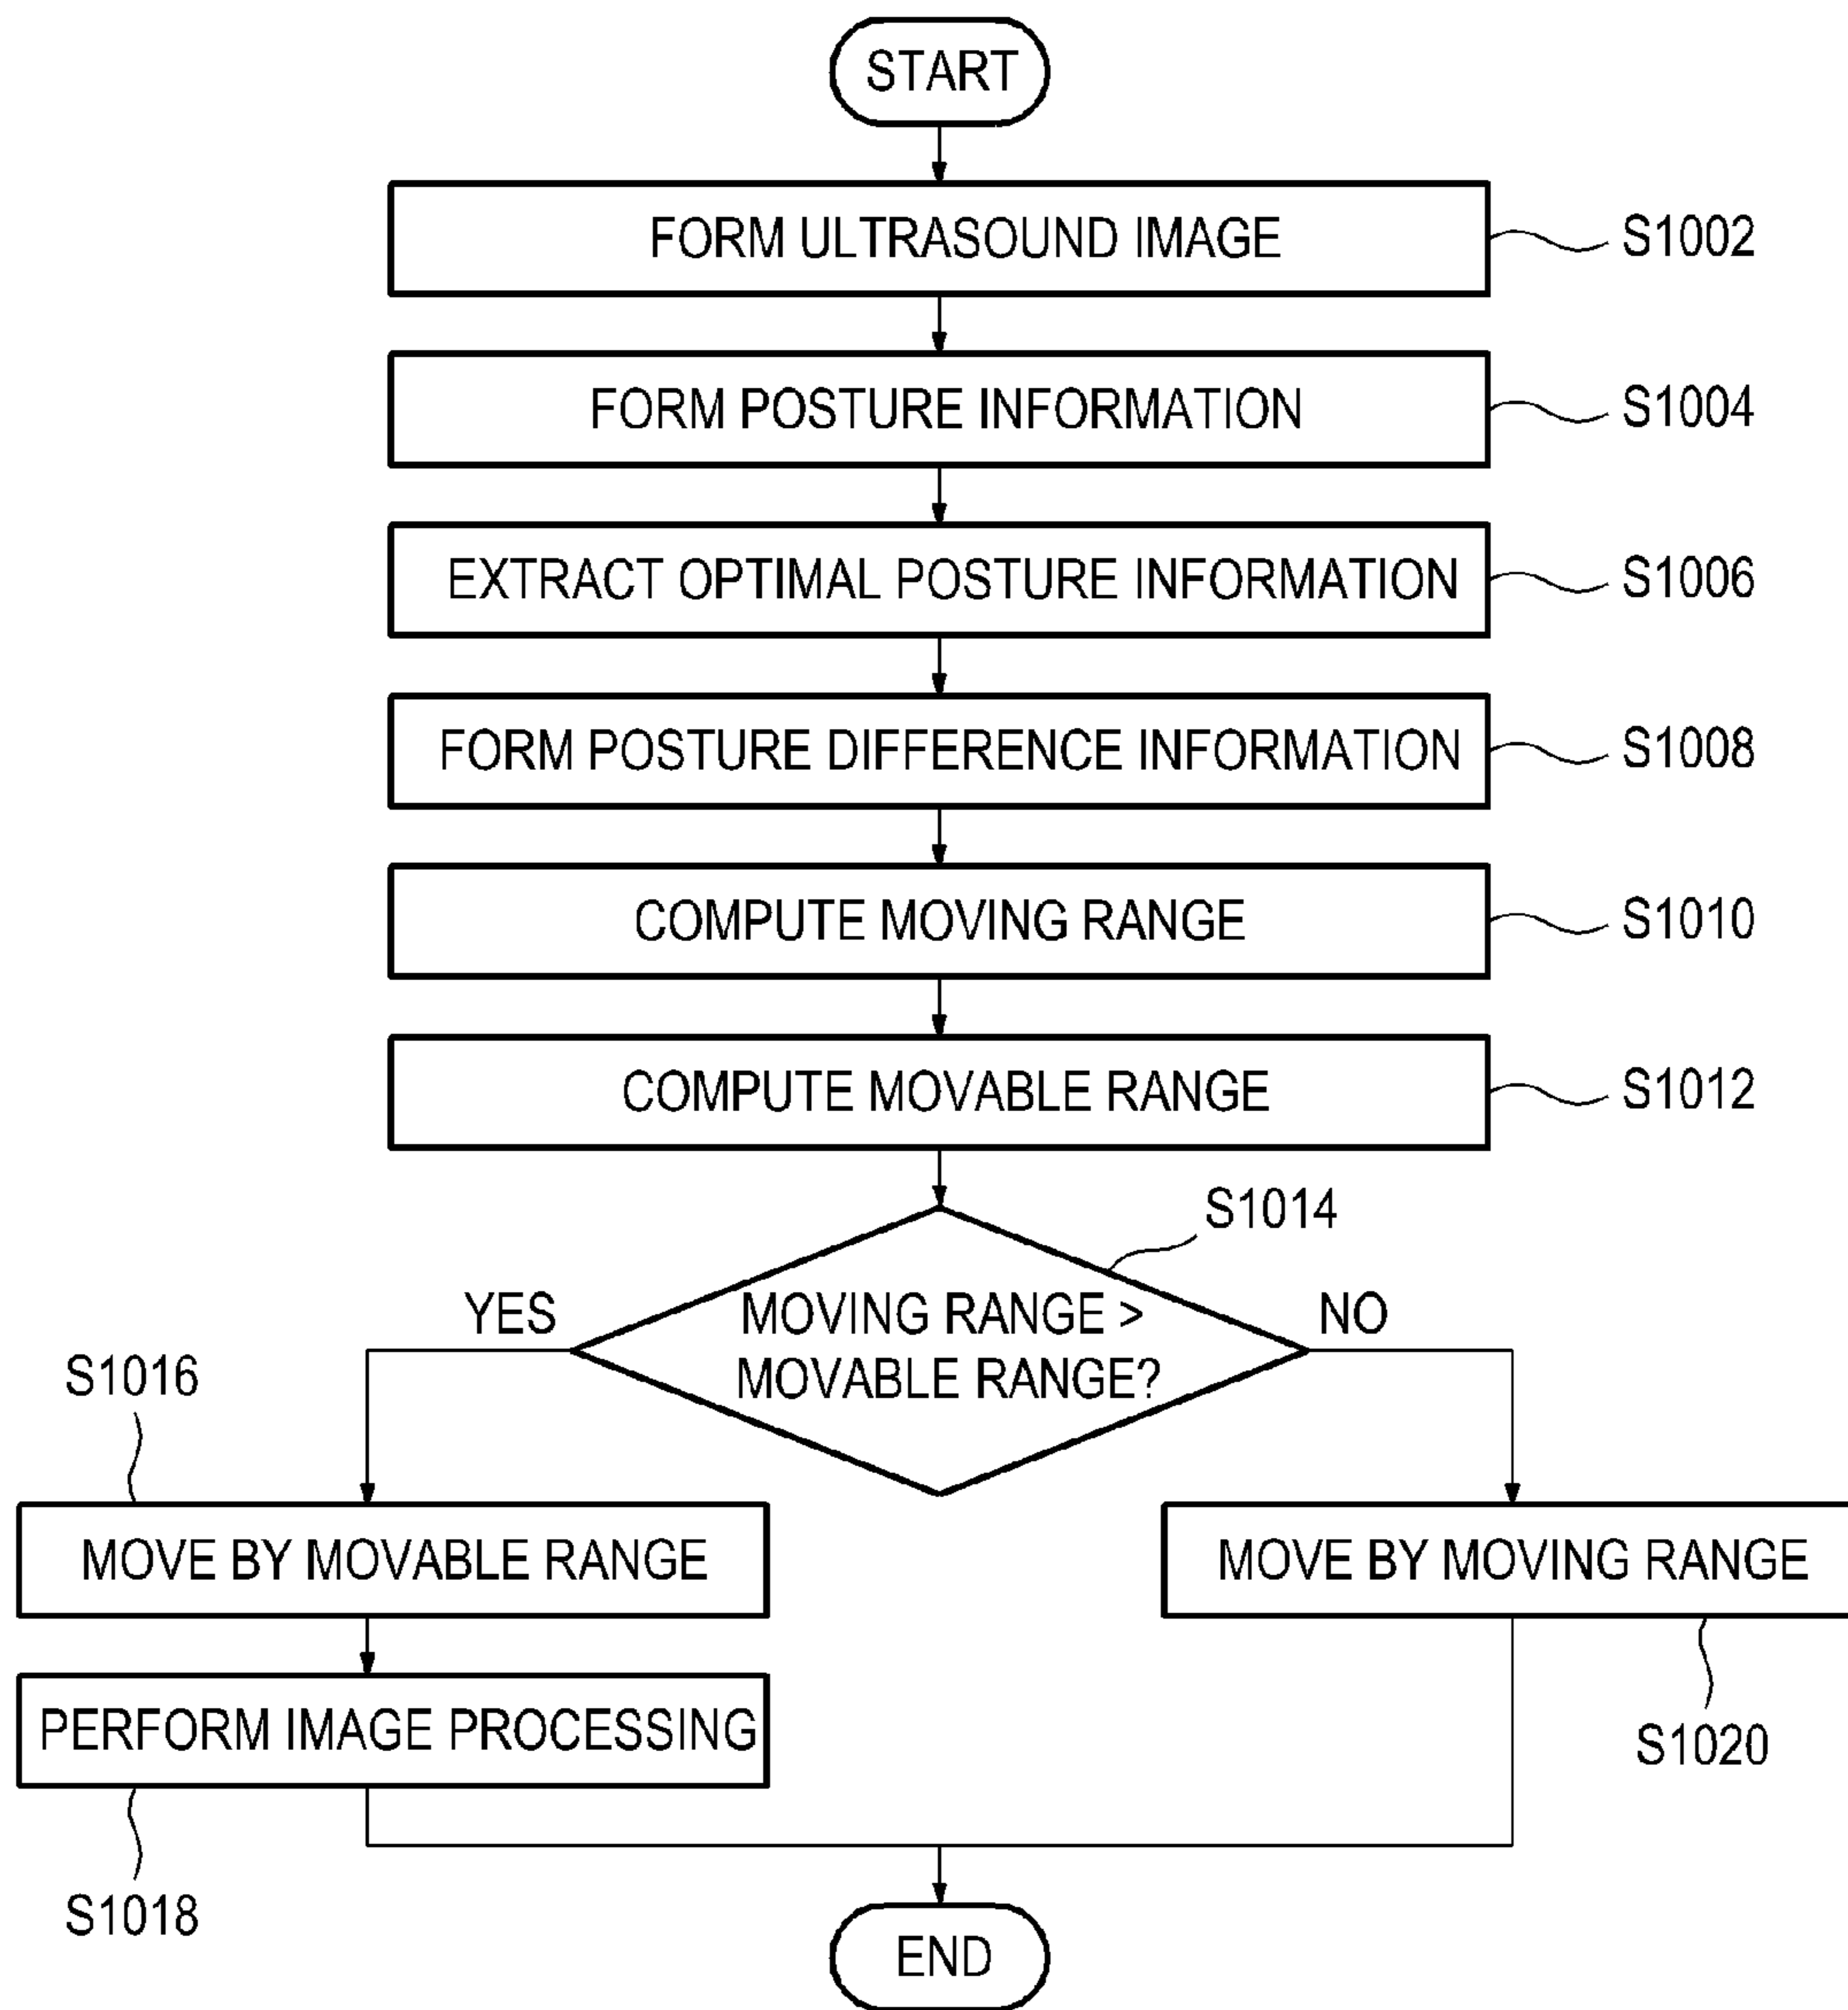 START
FORM ULTRASOUND IMAGE
S1002
FORM POSTURE INFORMATION
S1004
EXTRACT OPTIMAL POSTURE INFORMATION
S1006
FORM POSTURE DIFFERENCE INFORMATION
S1008
COMPUTE MOVING RANGE
S1010
COMPUTE MOVABLE RANGE
S1012
S1014
YES
MOVING RANGE >
MOVABLE RANGE?
NO
S1016
MOVE BY MOVABLE RANGE
MOVE BY MOVING RANGE
PERFORM IMAGE PROCESSING
S1020
S1018
END